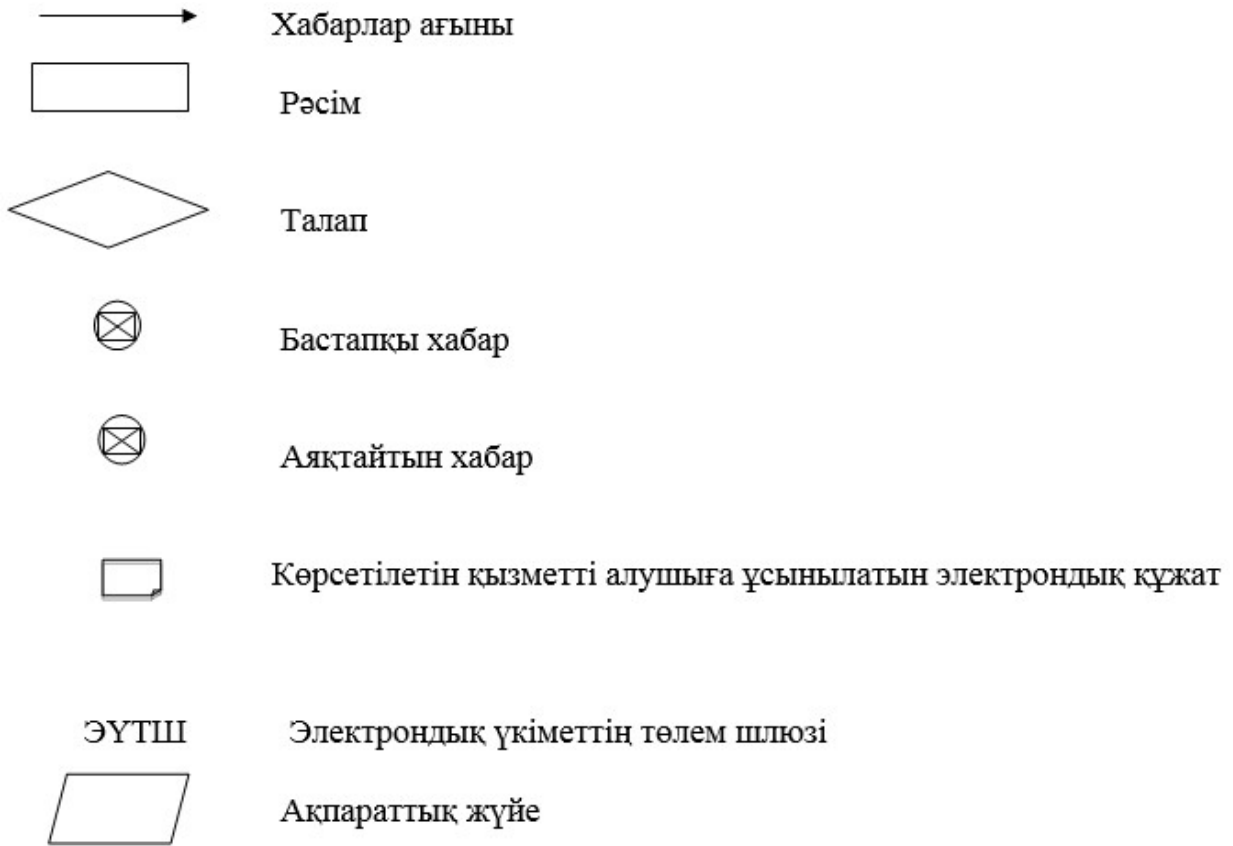 Хабарлар ағыны
Рәсім
Талап
Бастапқы хабар
Аяқтайтын хабар
Көрсетілетін қызметті алушыға ұсынылатын электрондық құжат
ЭҮТШ Электрондық үкіметтің төлем шлюзі
Ақпараттық жүйе